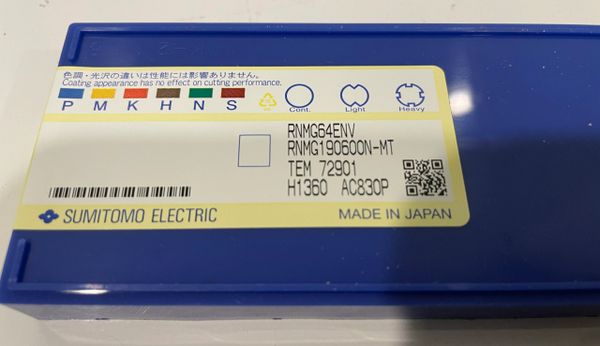 色調・光沢の違いは性能には影響ありません。
Coating appearance has no effect on cutting performance.
P M K H N S
Cont. Light Heavy
RNMG64ENV
RNMG190600N-MT
TEM 72901
H1360 AC830P
SUMITOMO ELECTRIC
MADE IN JAPAN